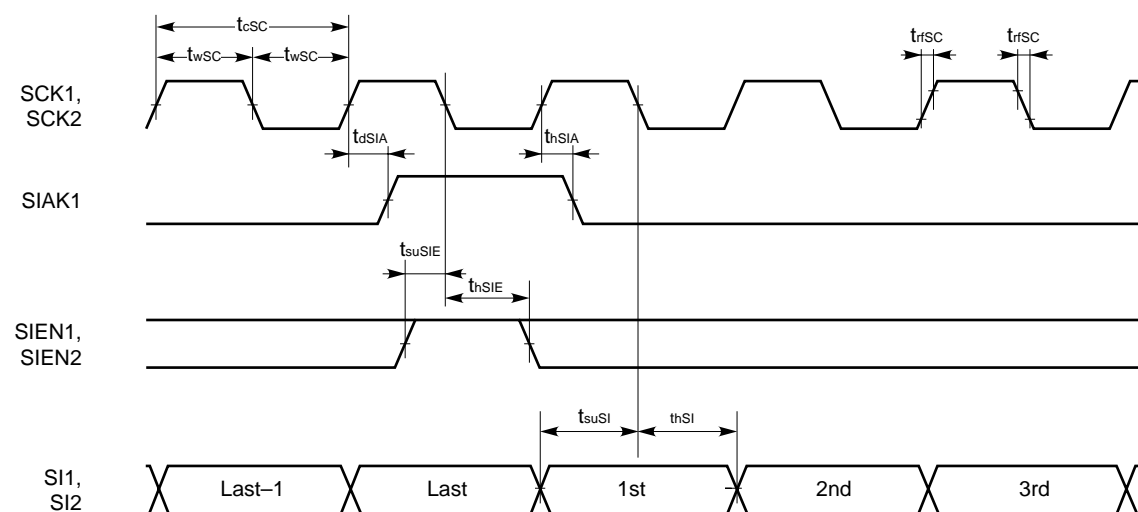 tcSC
twSC twSC trfSC trfSC
SCK1,
SCK2
tdSIA thSIA
SIAK1
tsuSIE
thSIE
SIEN1,
SIEN2
tsuSI thSI
SI1,
SI2
Last–1 Last 1st 2nd 3rd